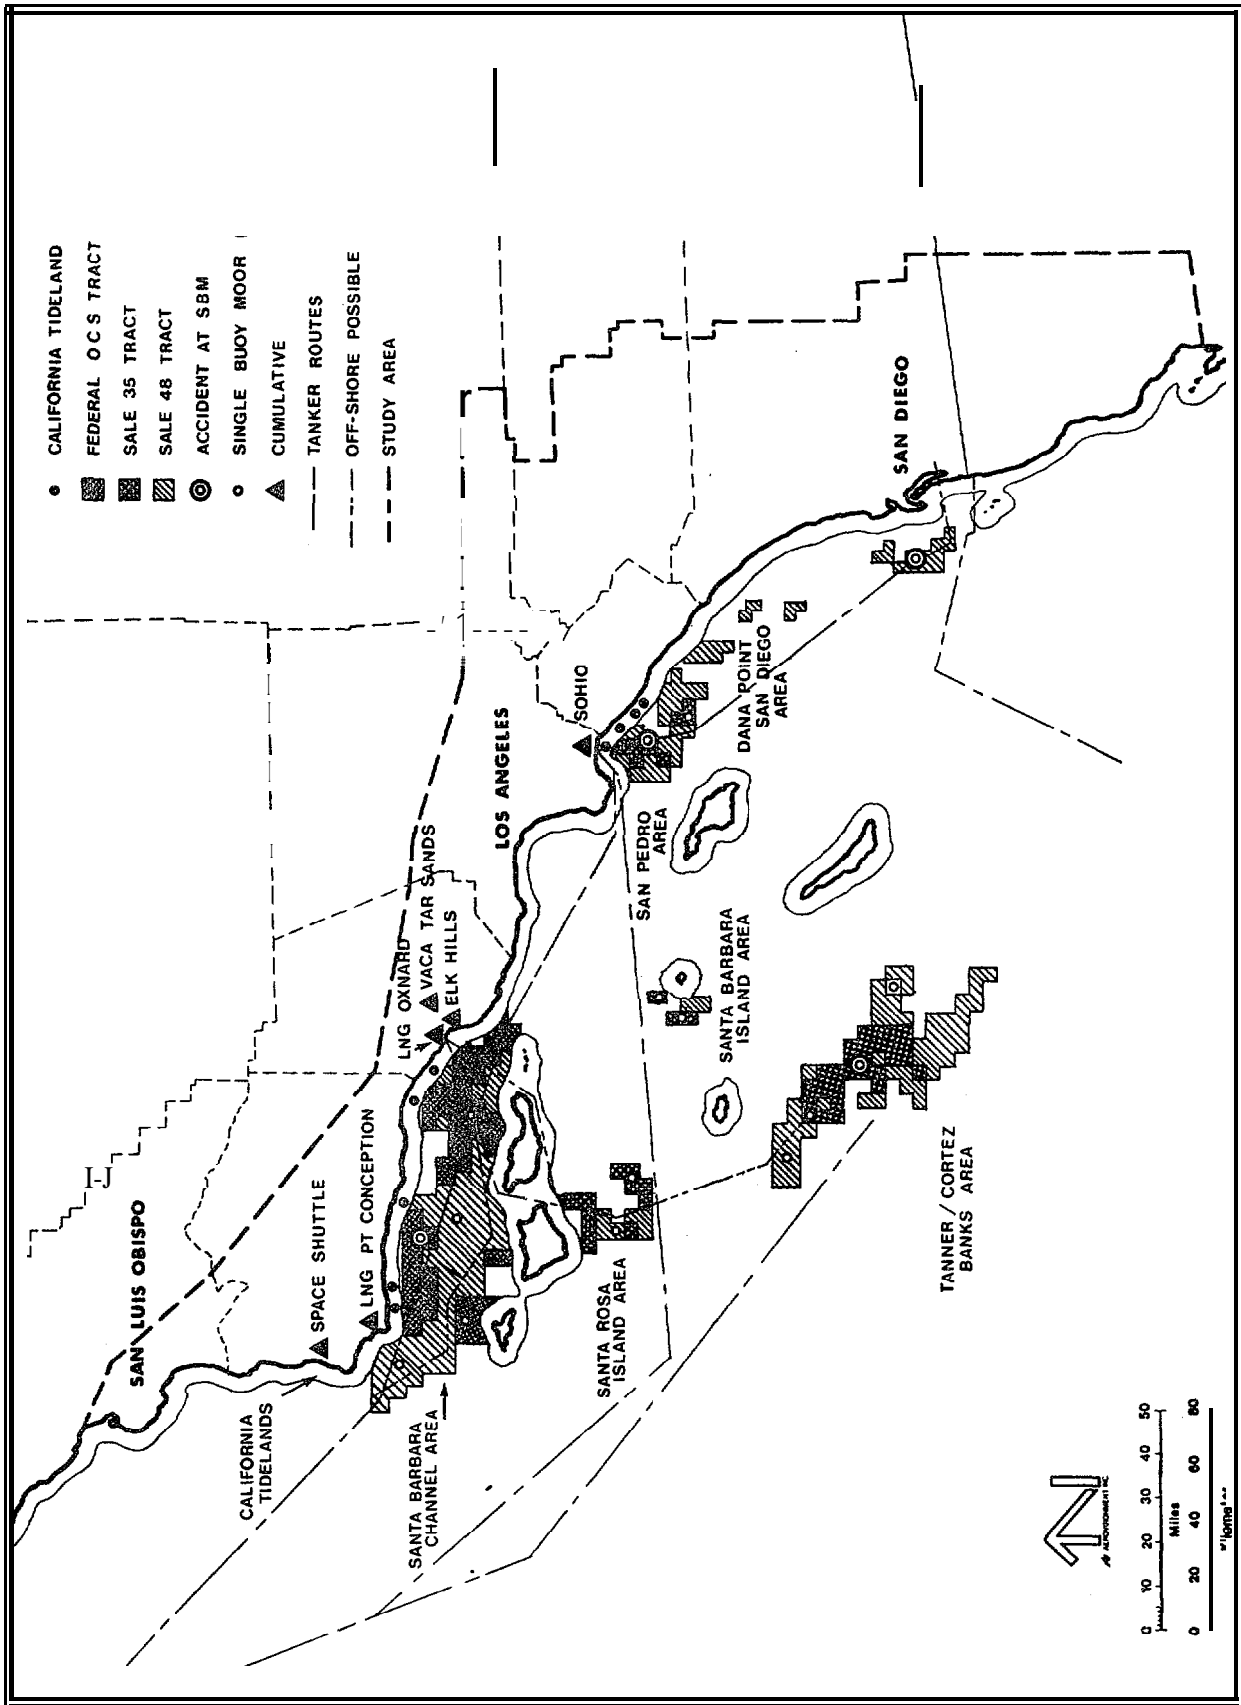 CALIFORNIA TIDELAND
FEDERAL OCS TRACT
SALE 35 TRACT
SALE 48 TRACT
ACCIDENT AT SBM
SINGLE BUOY MOOR
CUMULATIVE
TANKER ROUTES
OFF-SHORE POSSIBLE
STUDY AREA
I-J
SAN LUIS OBISPO
SPACE SHUTTLE
LNG PT CONCEPTION
LNG OXNARD
VACA TAR SANDS
ELK HILLS
LOS ANGELES
SOHIO
SAN DIEGO
CALIFORNIA
TIDELANDS
SANTA BARBARA
CHANNEL AREA
SANTA ROSA
ISLAND AREA
SAN PEDRO
AREA
SANTA BARBARA
ISLAND AREA
DANA POINT
SAN DIEGO
AREA
TANNER/CORTEZ
BANKS AREA
AEROVIRONMENT INC
0 10 20 30 40 50
Miles
0 20 40 60 80